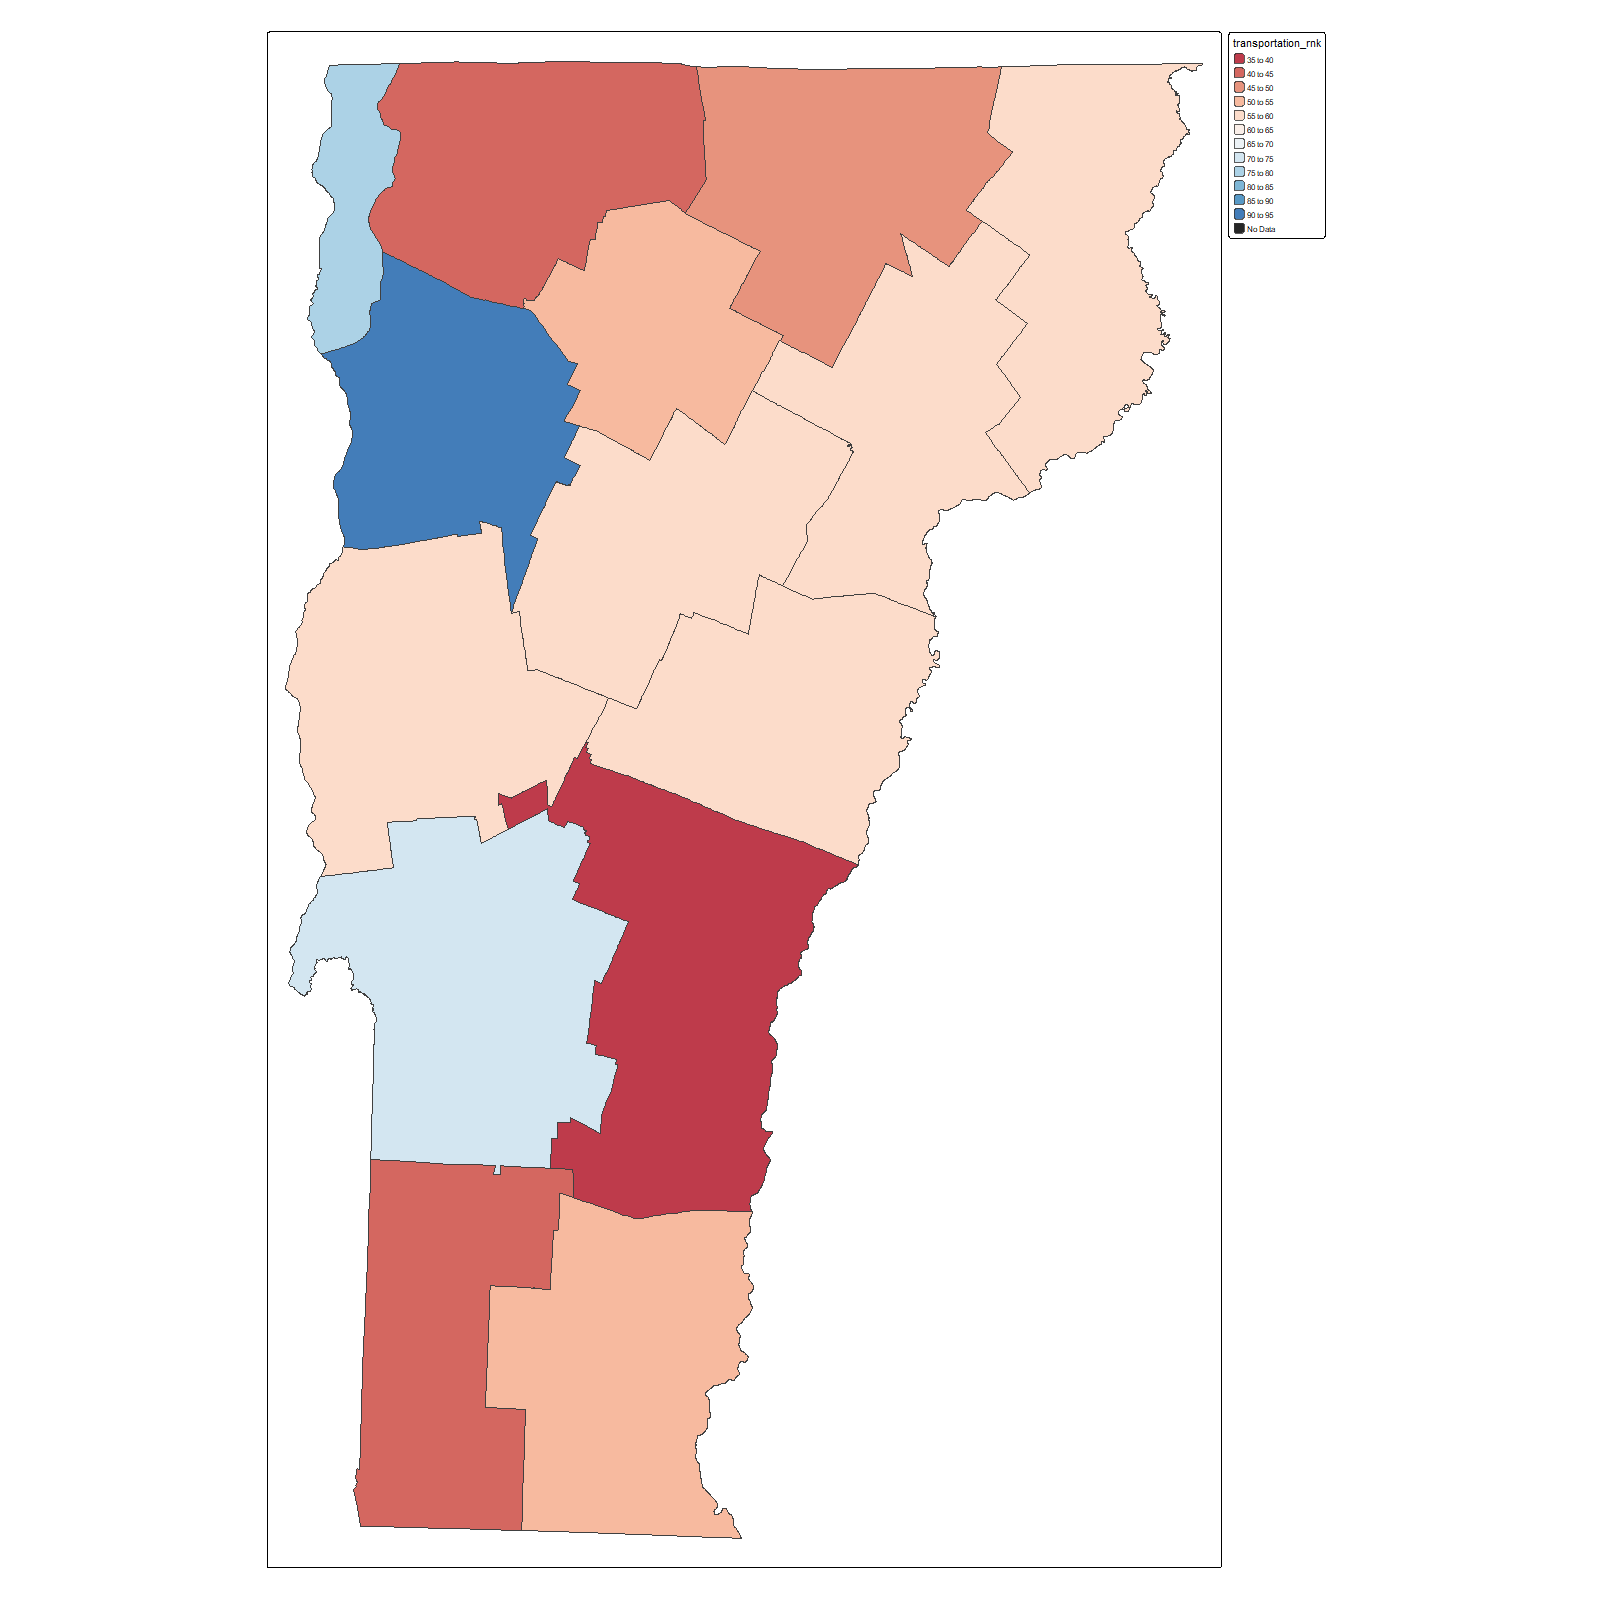 transportation_rnk
35 to 40
40 to 45
45 to 50
50 to 55
55 to 60
60 to 65
65 to 70
70 to 75
75 to 80
80 to 85
85 to 90
90 to 95
No Data